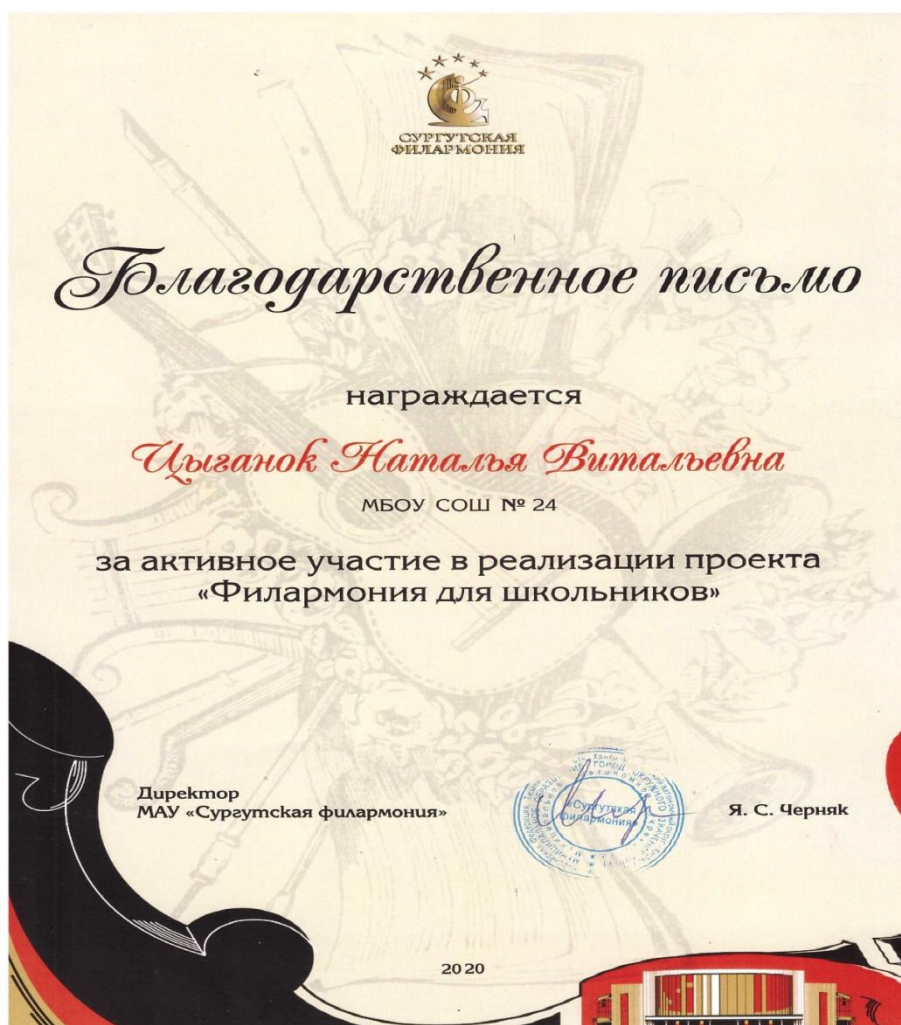 СУРГУТСКАЯ
ФИЛАРМОНИЯ
Благодарственное письмо
награждается
Цыганок Наталья Витальевна
МБОУ СОШ № 24
за активное участие в реализации проекта
«Филармония для школьников»
Директор
МАУ «Сургутская филармония»
«Сургутская
филармония»
Я. С. Черняк
2020